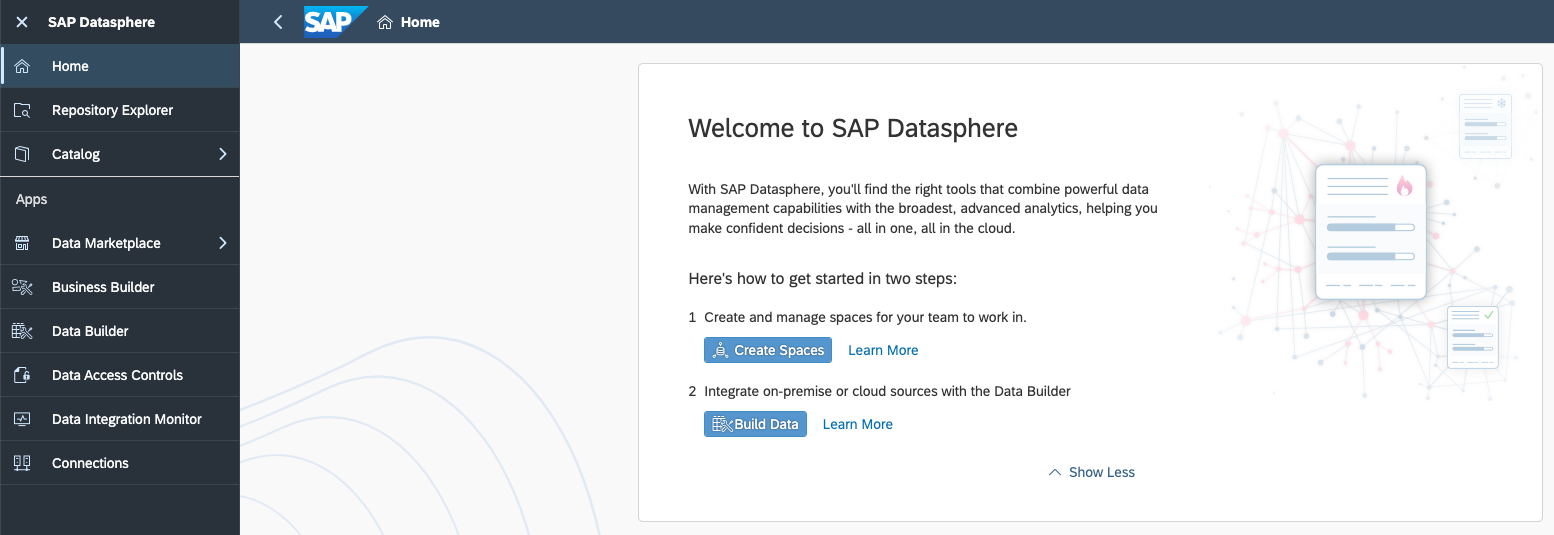 SAP Datasphere
SAP
Home
Home
Repository Explorer
Catalog
Apps
Data Marketplace
Business Builder
Data Builder
Data Access Controls
Data Integration Monitor
Connections
Welcome to SAP Datasphere
With SAP Datasphere, you'll find the right tools that combine powerful data
management capabilities with the broadest, advanced analytics, helping you
make confident decisions - all in one, all in the cloud.
Here's how to get started in two steps:
1 Create and manage spaces for your team to work in.
Create Spaces Learn More
2 Integrate on-premise or cloud sources with the Data Builder
Build Data Learn More
Show Less